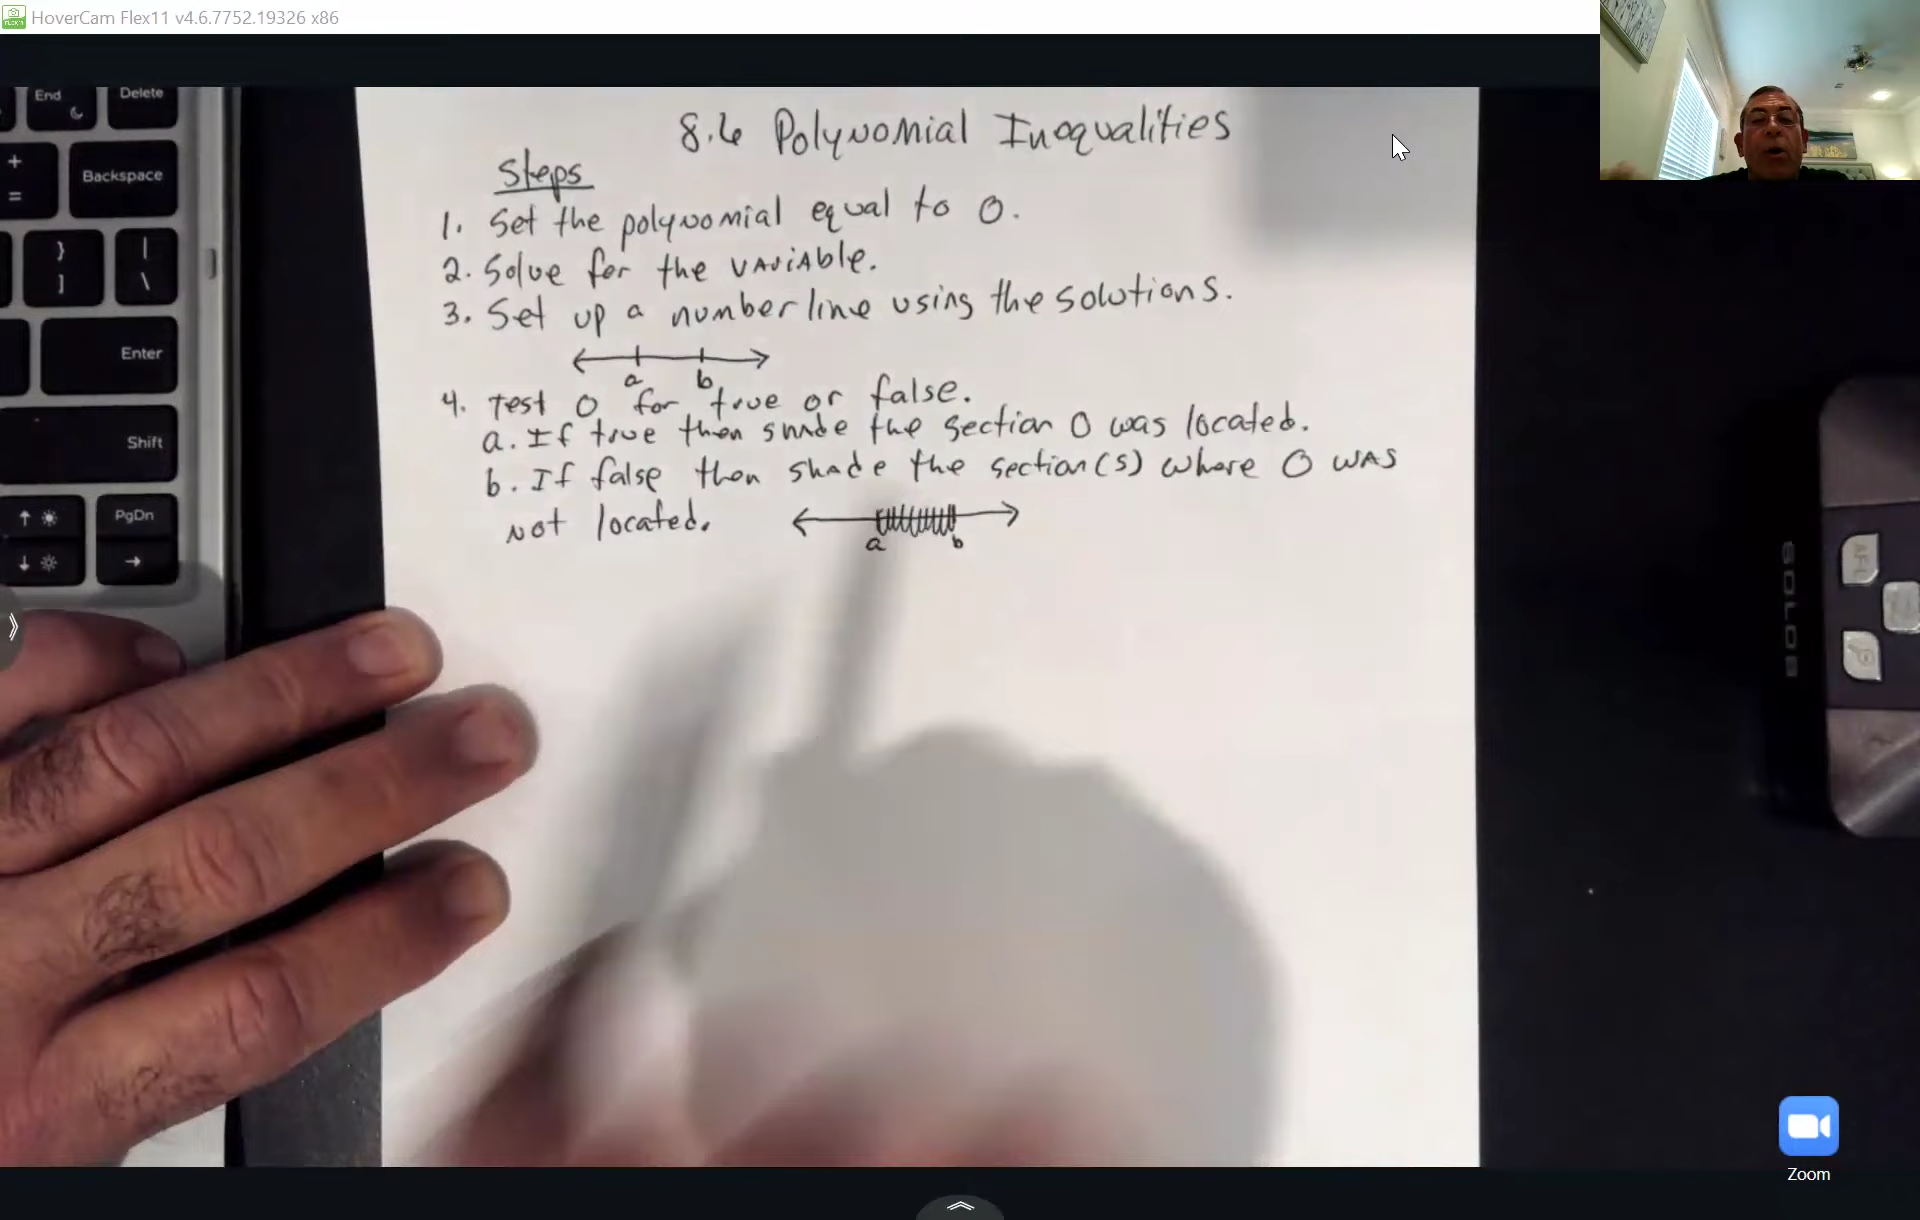 HoverCam Flex11 v4.6.7752.19326 x86
End
Delete
+
=
Backspace
}
]
|
\
Enter
Shift
PgDn
8.6 Polynomial Inequalities
Steps
1. Set the polynomial equal to 0.
2. Solve for the variable.
3. Set up a number line using the solutions.
a b
4. Test 0 for true or false.
a. If true then shade the section 0 was located.
b. If false then shade the section(s) where 0 was
not located.
a b
SOLO8
Zoom